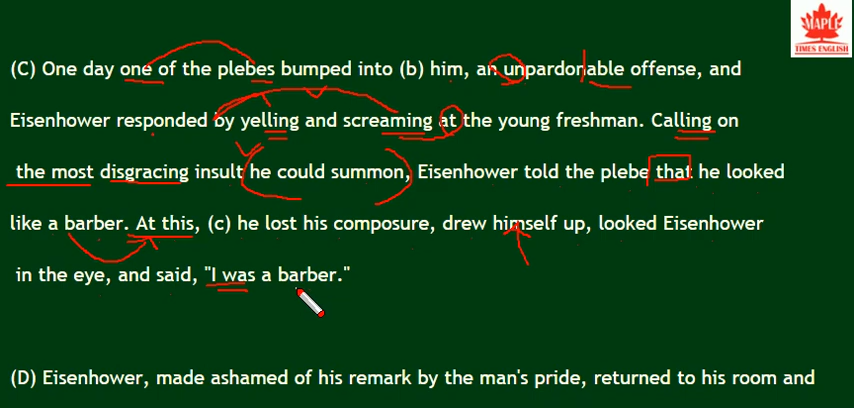 MAPLE
TIMES ENGLISH
(C) One day one of the plebes bumped into (b) him, an unpardonable offense, and
Eisenhower responded by yelling and screaming at the young freshman. Calling on
the most disgracing insult he could summon, Eisenhower told the plebe that he looked
like a barber. At this, (c) he lost his composure, drew himself up, looked Eisenhower
in the eye, and said, "I was a barber."
(D) Eisenhower, made ashamed of his remark by the man's pride, returned to his room and